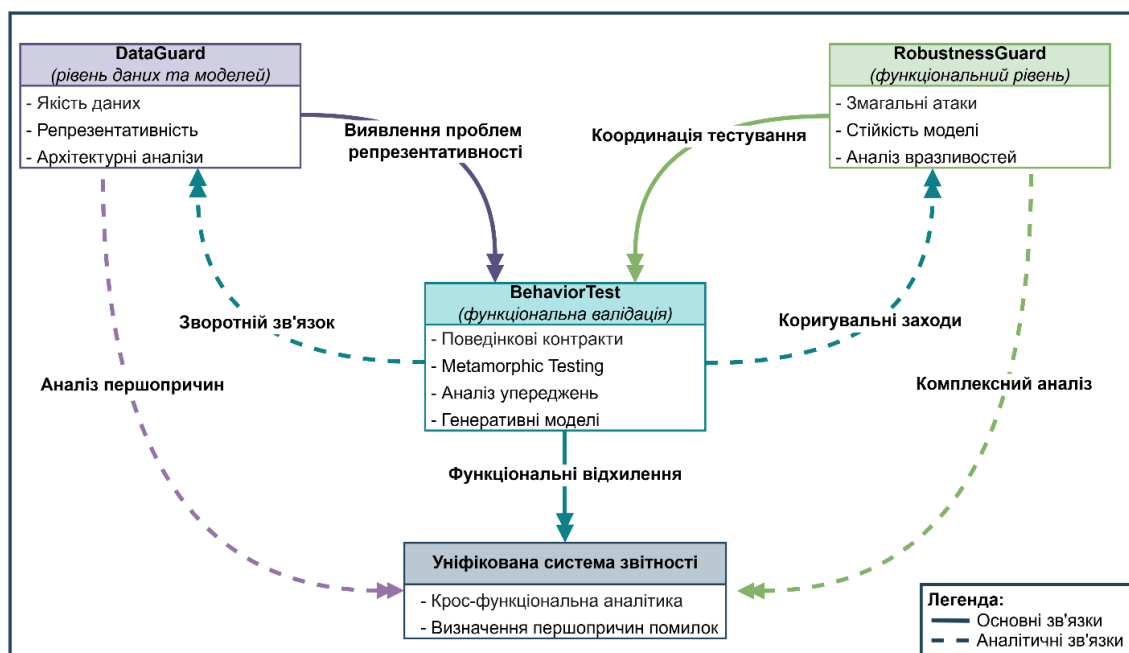 DataGuard
(рівень даних та моделей)
- Якість даних
- Репрезентативність
- Архітектурні аналізи
RobustnessGuard
(функціональний рівень)
- Змагальні атаки
- Стійкість моделі
- Аналіз вразливостей
Виявлення проблем
репрезентативності
Координація тестування
BehaviorTest
(функціональна валідація)
- Поведінкові контракти
- Metamorphic Testing
- Аналіз упереджень
- Генеративні моделі
Зворотній зв'язок
Коригувальні заходи
Аналіз першопричин
Комплексний аналіз
Функціональні відхилення
Уніфікована система звітності
- Крос-функціональна аналітика
- Визначення першопричин помилок
Легенда:
Основні зв'язки
Аналітичні зв'язки